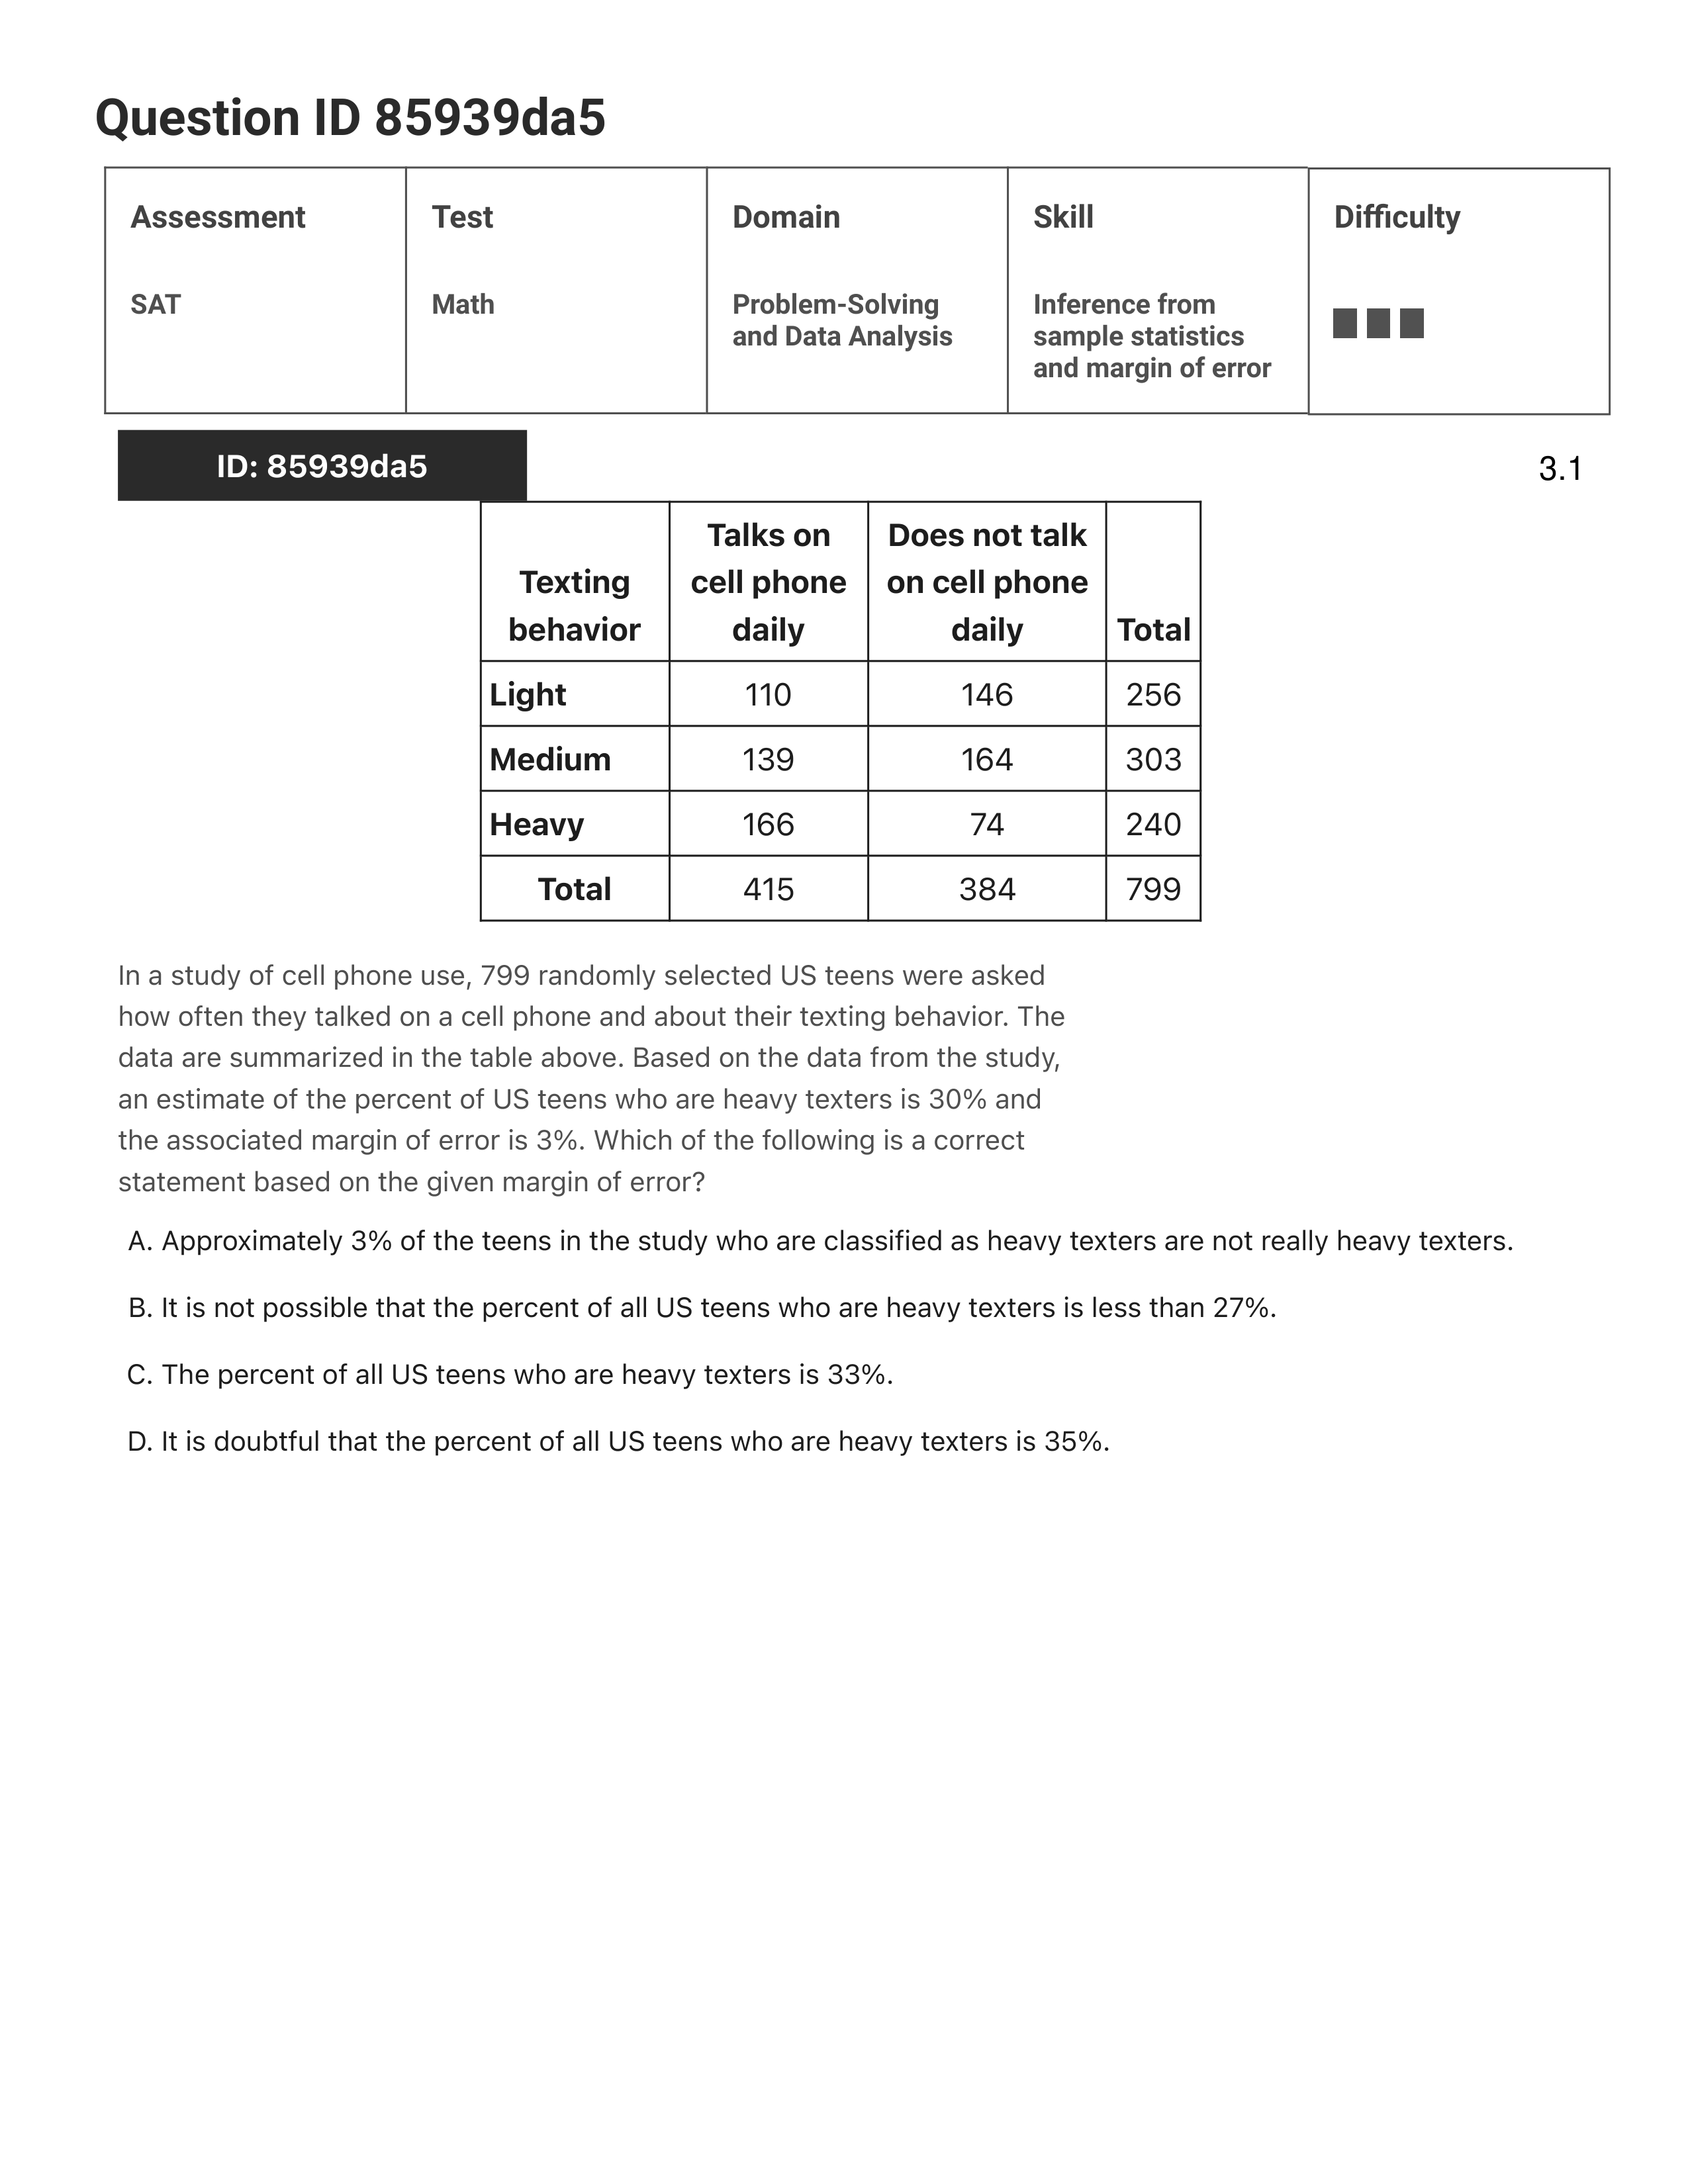 Question ID 85939da5
Assessment Test Domain Skill Difficulty
SAT Math Problem-Solving and Data Analysis Inference from sample statistics and margin of error
ID: 85939da5
3.1
Texting behavior Talks on cell phone daily Does not talk on cell phone daily Total
Light 110 146 256
Medium 139 164 303
Heavy 166 74 240
Total 415 384 799
In a study of cell phone use, 799 randomly selected US teens were asked
how often they talked on a cell phone and about their texting behavior. The
data are summarized in the table above. Based on the data from the study,
an estimate of the percent of US teens who are heavy texters is 30% and
the associated margin of error is 3%. Which of the following is a correct
statement based on the given margin of error?
A. Approximately 3% of the teens in the study who are classified as heavy texters are not really heavy texters.
B. It is not possible that the percent of all US teens who are heavy texters is less than 27%.
C. The percent of all US teens who are heavy texters is 33%.
D. It is doubtful that the percent of all US teens who are heavy texters is 35%.